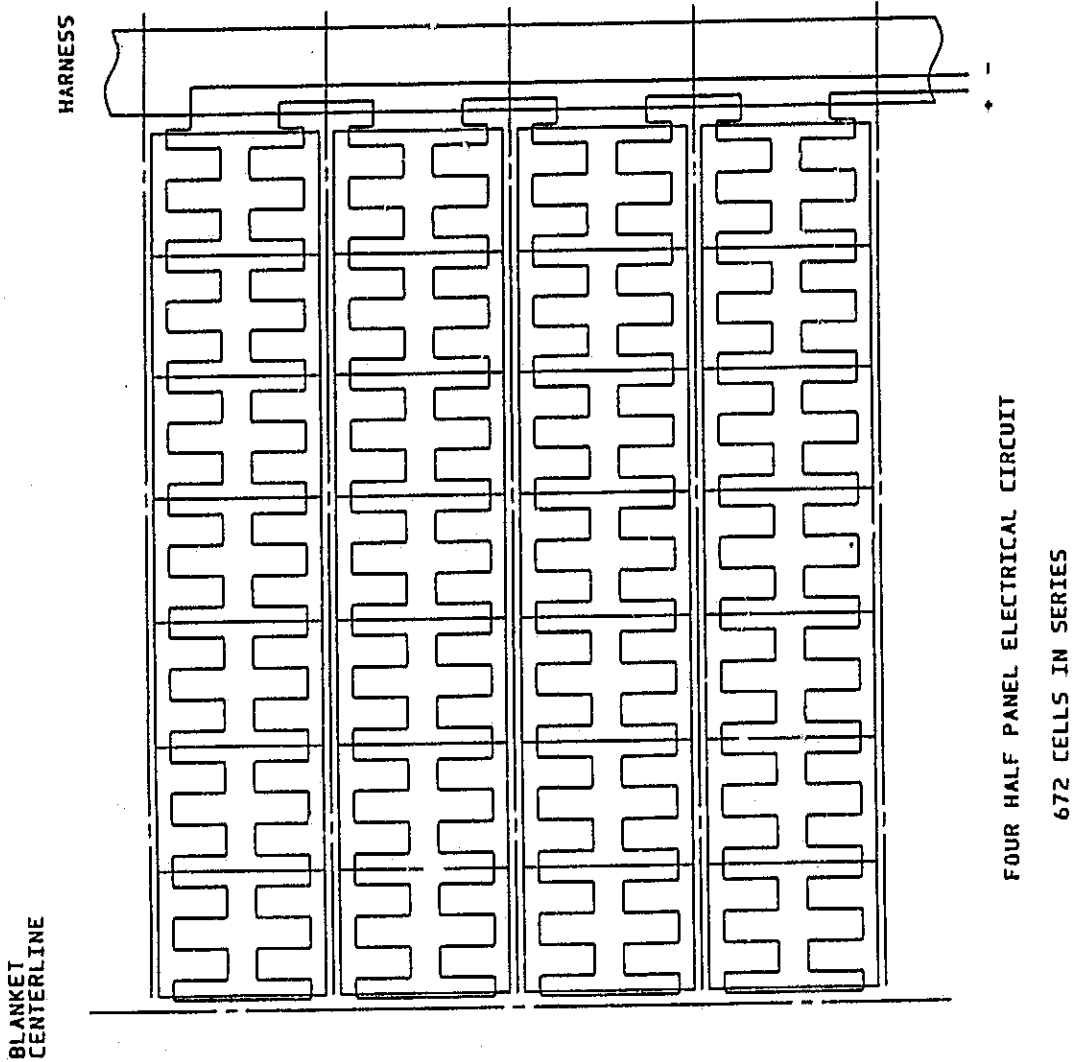 BLANKET
CENTERLINE
HARNESS
-
+
FOUR HALF PANEL ELECTRICAL CIRCUIT
672 CELLS IN SERIES